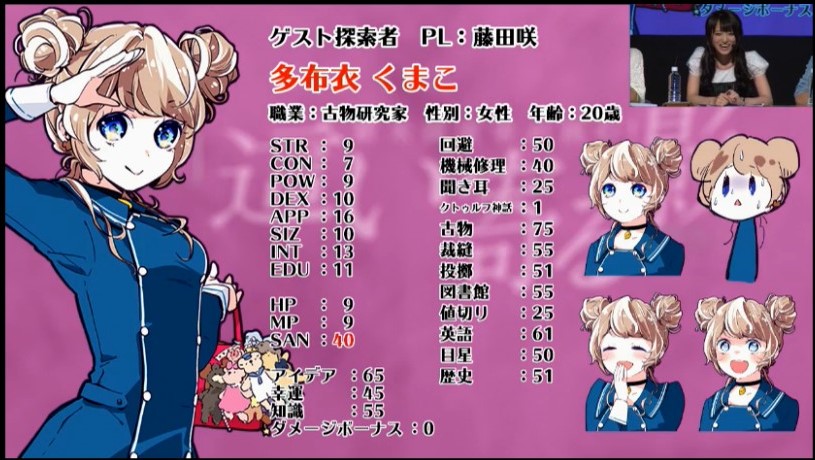 ゲスト探索者 PL：藤田咲
多布衣 くまこ
職業：古物研究家 性別：女性 年齢：20歳
STR ： 9
CON ： 7
POW ： 9
DEX ： 10
APP ： 16
SIZ ： 10
INT ： 13
EDU ： 11
HP ： 9
MP ： 9
SAN ： 40
アイデア ：65
幸運 ：45
知識 ：55
ダメージボーナス ：0
回避 ：50
機械修理 ：40
聞き耳 ：25
クトゥルフ神話 ：1
古物 ：75
裁縫 ：55
投擲 ：51
図書館 ：55
値切り ：25
英語 ：61
目星 ：50
歴史 ：51
ダメージボーナス